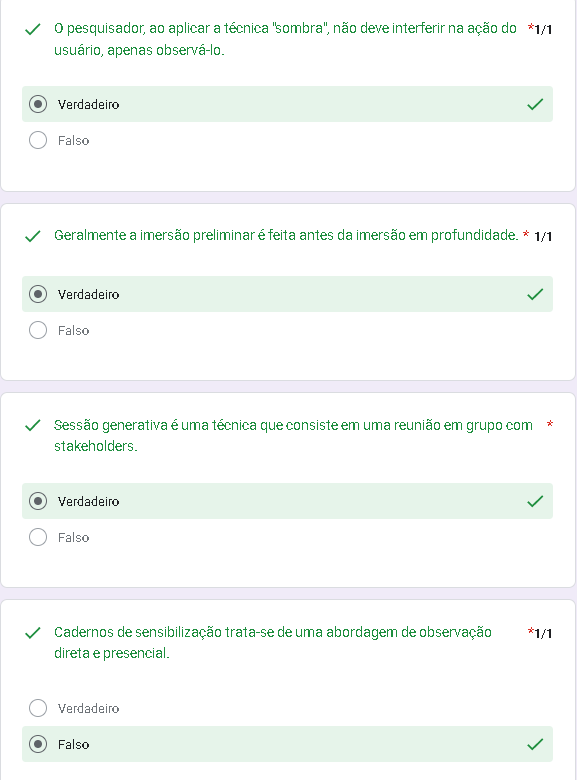 O pesquisador, ao aplicar a técnica "sombra", não deve interferir na ação do *1/1
usuário, apenas observá-lo.
Verdadeiro
Falso
Geralmente a imersão preliminar é feita antes da imersão em profundidade. * 1/1
Verdadeiro
Falso
Sessão generativa é uma técnica que consiste em uma reunião em grupo com *
stakeholders.
Verdadeiro
Falso
Cadernos de sensibilização trata-se de uma abordagem de observação *1/1
direta e presencial.
Verdadeiro
Falso